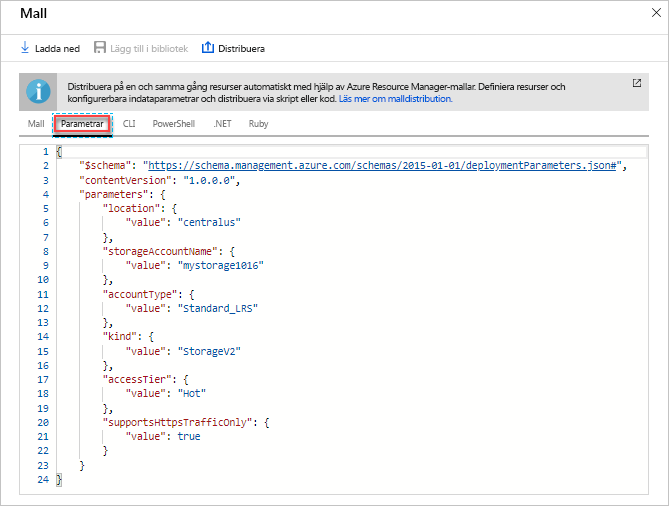 Mall
Ladda ned Lägg till i bibliotek Distribuera
Distribuera på en och samma gång resurser automatiskt med hjälp av Azure Resource Manager-mallar. Definiera resurser och
konfigurerbara indataparametrar och distribuera via skript eller kod. Läs mer om malldistribution.
Mall Parametrar CLI PowerShell .NET Ruby
1 {
2 "$schema": "https://schema.management.azure.com/schemas/2015-01-01/deploymentParameters.json#",
3 "contentVersion": "1.0.0.0",
4 "parameters": {
5 "location": {
6 "value": "centralus"
7 },
8 "storageAccountName": {
9 "value": "mystorage1016"
10 },
11 "accountType": {
12 "value": "Standard_LRS"
13 },
14 "kind": {
15 "value": "StorageV2"
16 },
17 "accessTier": {
18 "value": "Hot"
19 },
20 "supportsHttpsTrafficOnly": {
21 "value": true
22 }
23 }
24 }